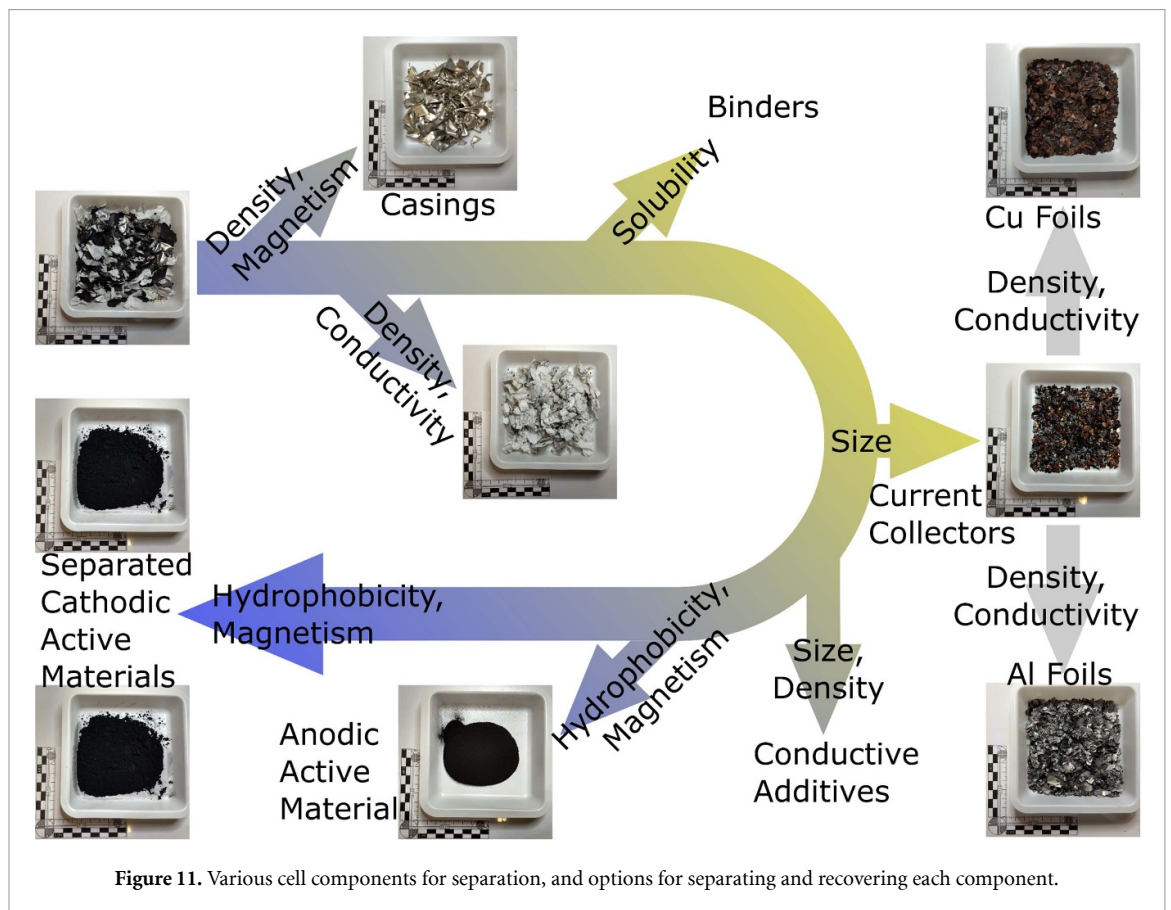 Density,
Magnetism
Casings
Solubility
Binders
Cu Foils
Density,
Conductivity
Density,
Conductivity
Size
Current
Collectors
Density,
Conductivity
Al Foils
Separated
Cathodic
Active
Materials
Hydrophobicity,
Magnetism
Hydrophobicity,
Magnetism
Anodic
Active
Material
Size,
Density
Conductive
Additives
Figure 11. Various cell components for separation, and options for separating and recovering each component.